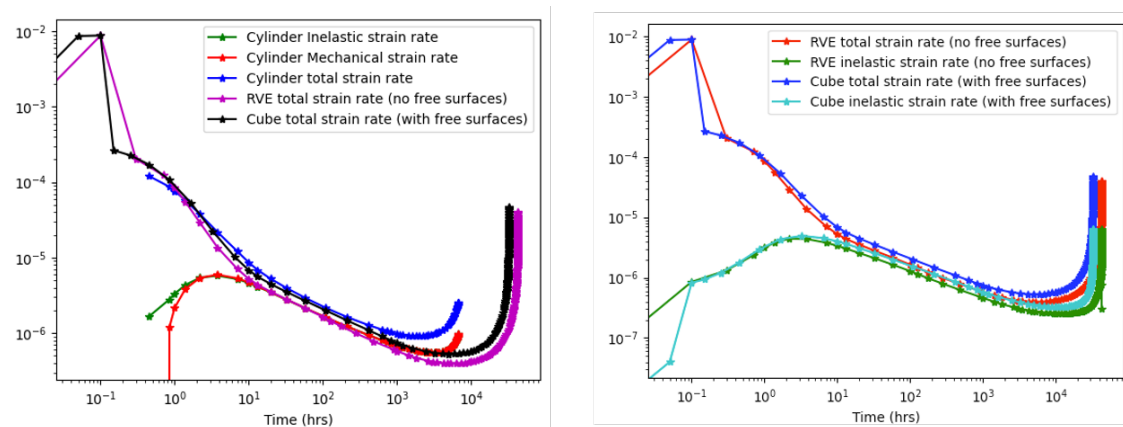 10⁻²
10⁻³
10⁻⁴
10⁻⁵
10⁻⁶
Cylinder Inelastic strain rate
Cylinder Mechanical strain rate
Cylinder total strain rate
RVE total strain rate (no free surfaces)
Cube total strain rate (with free surfaces)
10⁻¹ 10⁰ 10¹ 10² 10³ 10⁴
Time (hrs)
10⁻²
10⁻³
10⁻⁴
10⁻⁵
10⁻⁶
10⁻⁷
RVE total strain rate (no free surfaces)
RVE inelastic strain rate (no free surfaces)
Cube total strain rate (with free surfaces)
Cube inelastic strain rate (with free surfaces)
10⁻¹ 10⁰ 10¹ 10² 10³ 10⁴
Time (hrs)